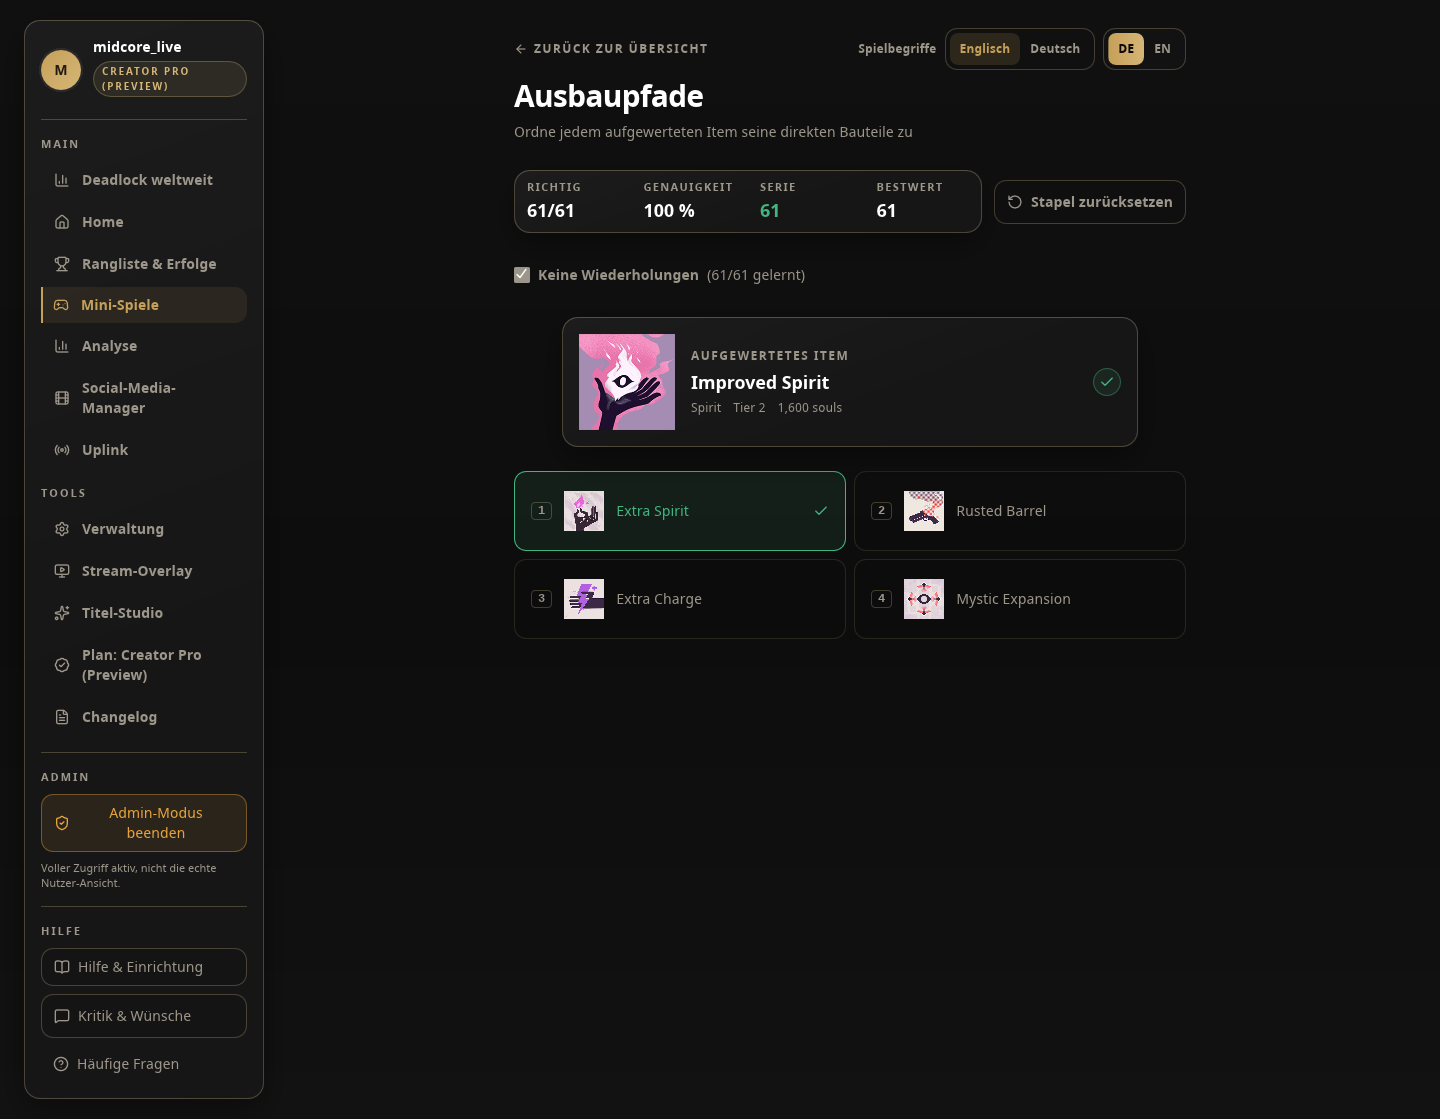 M
midcore_live
CREATOR PRO
(PREVIEW)
MAIN
Deadlock weltweit
Home
Rangliste & Erfolge
Mini-Spiele
Analyse
Social-Media-
Manager
Uplink
TOOLS
Verwaltung
Stream-Overlay
Titel-Studio
Plan: Creator Pro
(Preview)
Changelog
ADMIN
Admin-Modus
beenden
Voller Zugriff aktiv, nicht die echte
Nutzer-Ansicht.
HILFE
Hilfe & Einrichtung
Kritik & Wünsche
Häufige Fragen
ZURÜCK ZUR ÜBERSICHT
Spielbegriffe Englisch Deutsch DE EN
Ausbaupfade
Ordne jedem aufgewerteten Item seine direkten Bauteile zu
RICHTIG GENAUIGKEIT SERIE BESTWERT
61/61 100 % 61 61
Stapel zurücksetzen
Keine Wiederholungen (61/61 gelernt)
AUFGEWERTETES ITEM
Improved Spirit
Spirit Tier 2 1,600 souls
1 Extra Spirit
2 Rusted Barrel
3 Extra Charge
4 Mystic Expansion